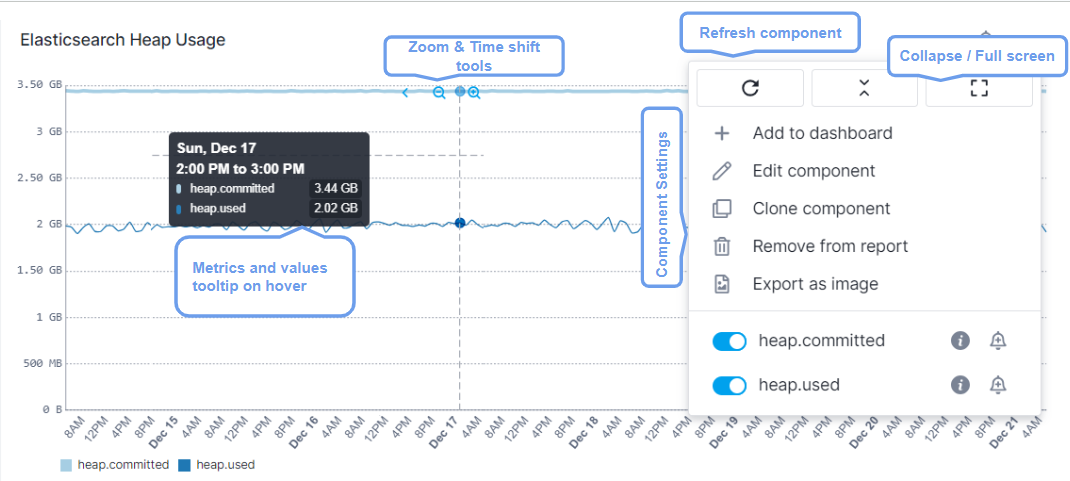 Elasticsearch Heap Usage
Zoom & Time shift
tools
Refresh component
Collapse / Full screen
3.50 GB
3 GB
2.50 GB
2 GB
1.50 GB
1 GB
500 MB
0 B
Sun, Dec 17
2:00 PM to 3:00 PM
heap.committed 3.44 GB
heap.used 2.02 GB
Metrics and values
tooltip on hover
Component Settings
Add to dashboard
Edit component
Clone component
Remove from report
Export as image
heap.committed
heap.used
8AM 12PM 4PM 8PM Dec 15 4AM 8AM 12PM 4PM 8PM Dec 16 4AM 8AM 12PM 4PM 8PM Dec 17 4AM 8AM 12PM 4PM 8PM Dec 18 4AM 8AM 12PM 4PM 8PM Dec 19 4AM 8AM 12PM 4PM 8PM Dec 20 4AM 8AM 12PM 4PM 8PM Dec 21 4AM
heap.committed heap.used